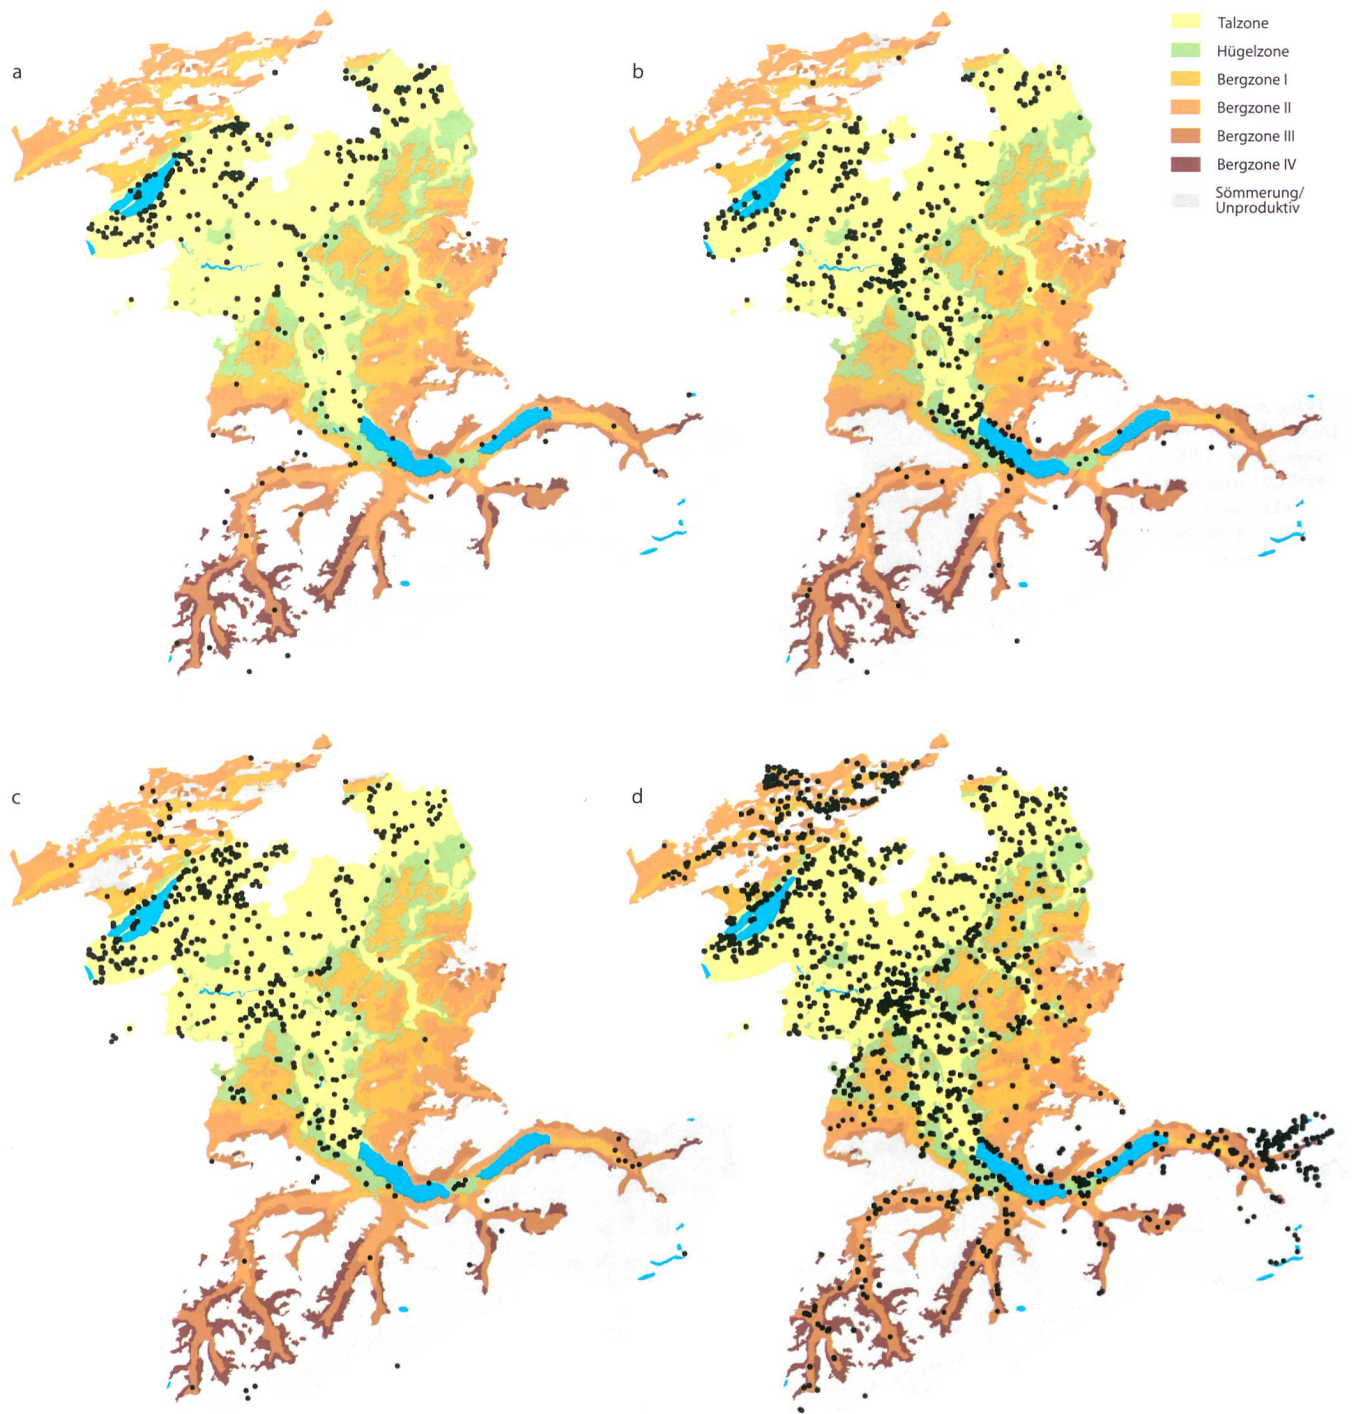 a
b
Talzone
Hügelzone
Bergzone I
Bergzone II
Bergzone III
Bergzone IV
Sömmerung/
Unproduktiv
c
d